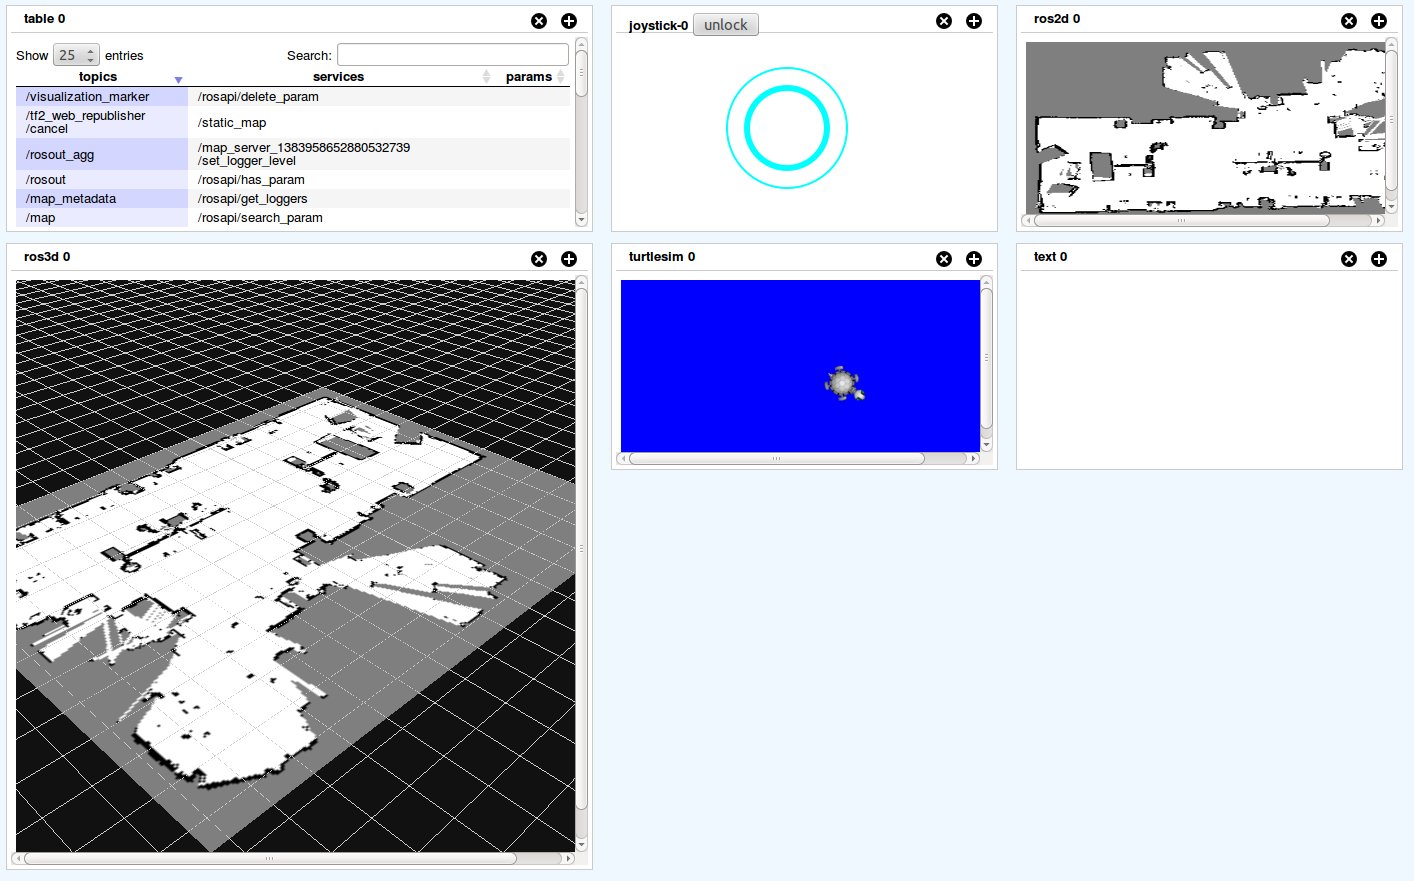 table 0
Show 25 entries Search:
topics services params
/visualization_marker /rosapi/delete_param
/tf2_web_republisher
/cancel /static_map
/rosout_agg /map_server_1383958652880532739
/set_logger_level
/rosout /rosapi/has_param
/map_metadata /rosapi/get_loggers
/map /rosapi/search_param
joystick-0 unlock
ros2d 0
ros3d 0
turtlesim 0
text 0